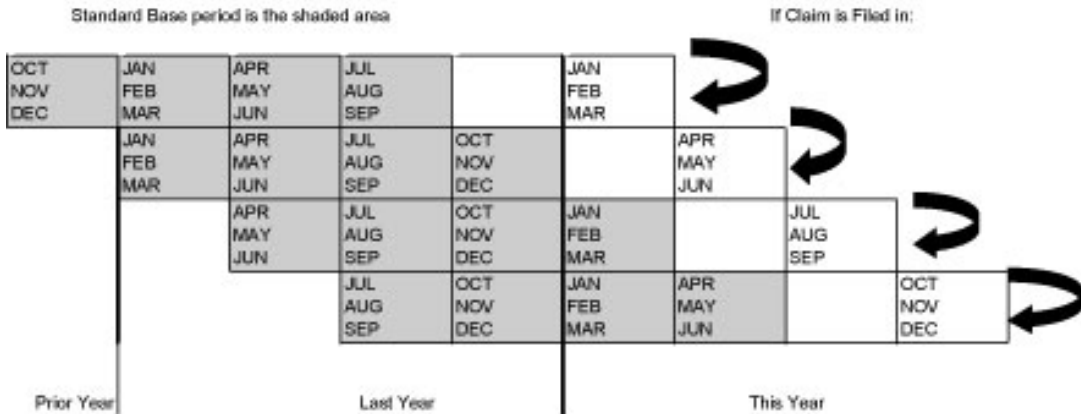 Standard Base period is the shaded area If Claim is Filed in:
OCT JAN APR JUL JAN
NOV FEB MAY AUG FEB
DEC MAR JUN SEP MAR
JAN APR JUL OCT APR
FEB MAY AUG NOV MAY
MAR JUN SEP DEC JUN
APR JUL OCT JAN JUL
MAY AUG NOV FEB AUG
JUN SEP DEC MAR SEP
JUL OCT JAN APR OCT
AUG NOV FEB MAY NOV
SEP DEC MAR JUN DEC
Prior Year Last Year This Year